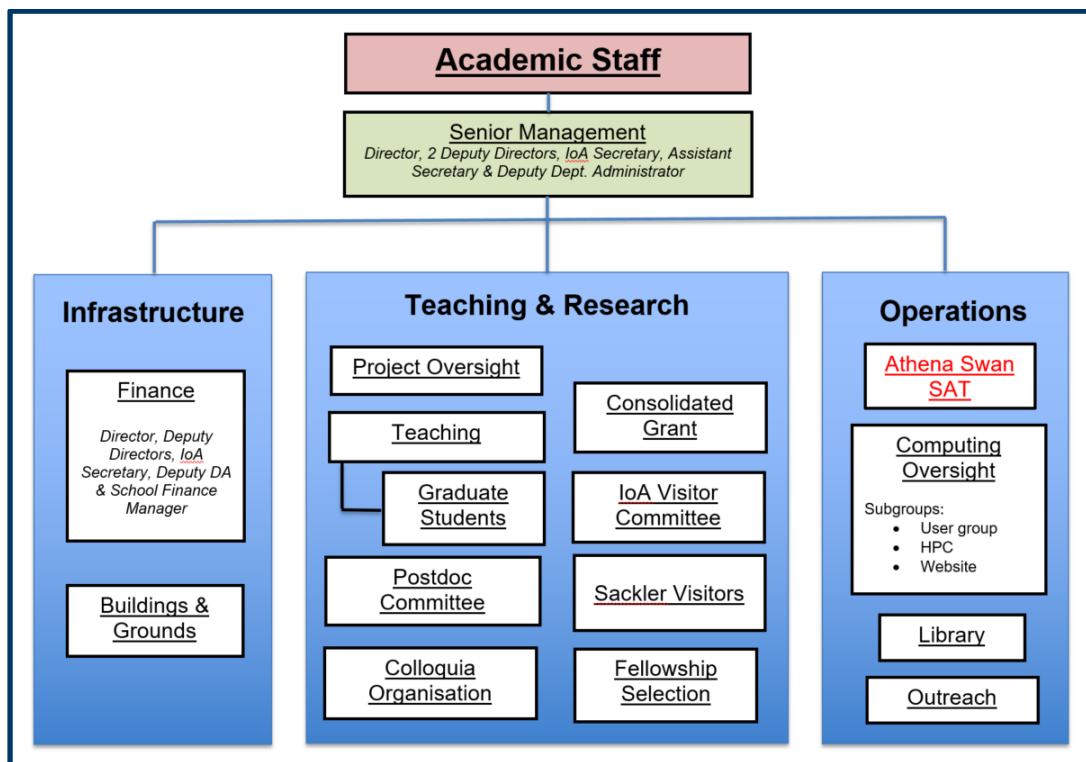 Academic Staff
Senior Management
Director, 2 Deputy Directors, IoA Secretary, Assistant
Secretary & Deputy Dept. Administrator
Infrastructure
Finance
Director, Deputy
Directors, IoA
Secretary, Deputy DA
& School Finance
Manager
Buildings &
Grounds
Teaching & Research
Project Oversight
Teaching
Graduate
Students
Postdoc
Committee
Colloquia
Organisation
Consolidated
Grant
IoA Visitor
Committee
Sackler Visitors
Fellowship
Selection
Operations
Athena Swan
SAT
Computing
Oversight
Subgroups:
• User group
• HPC
• Website
Library
Outreach